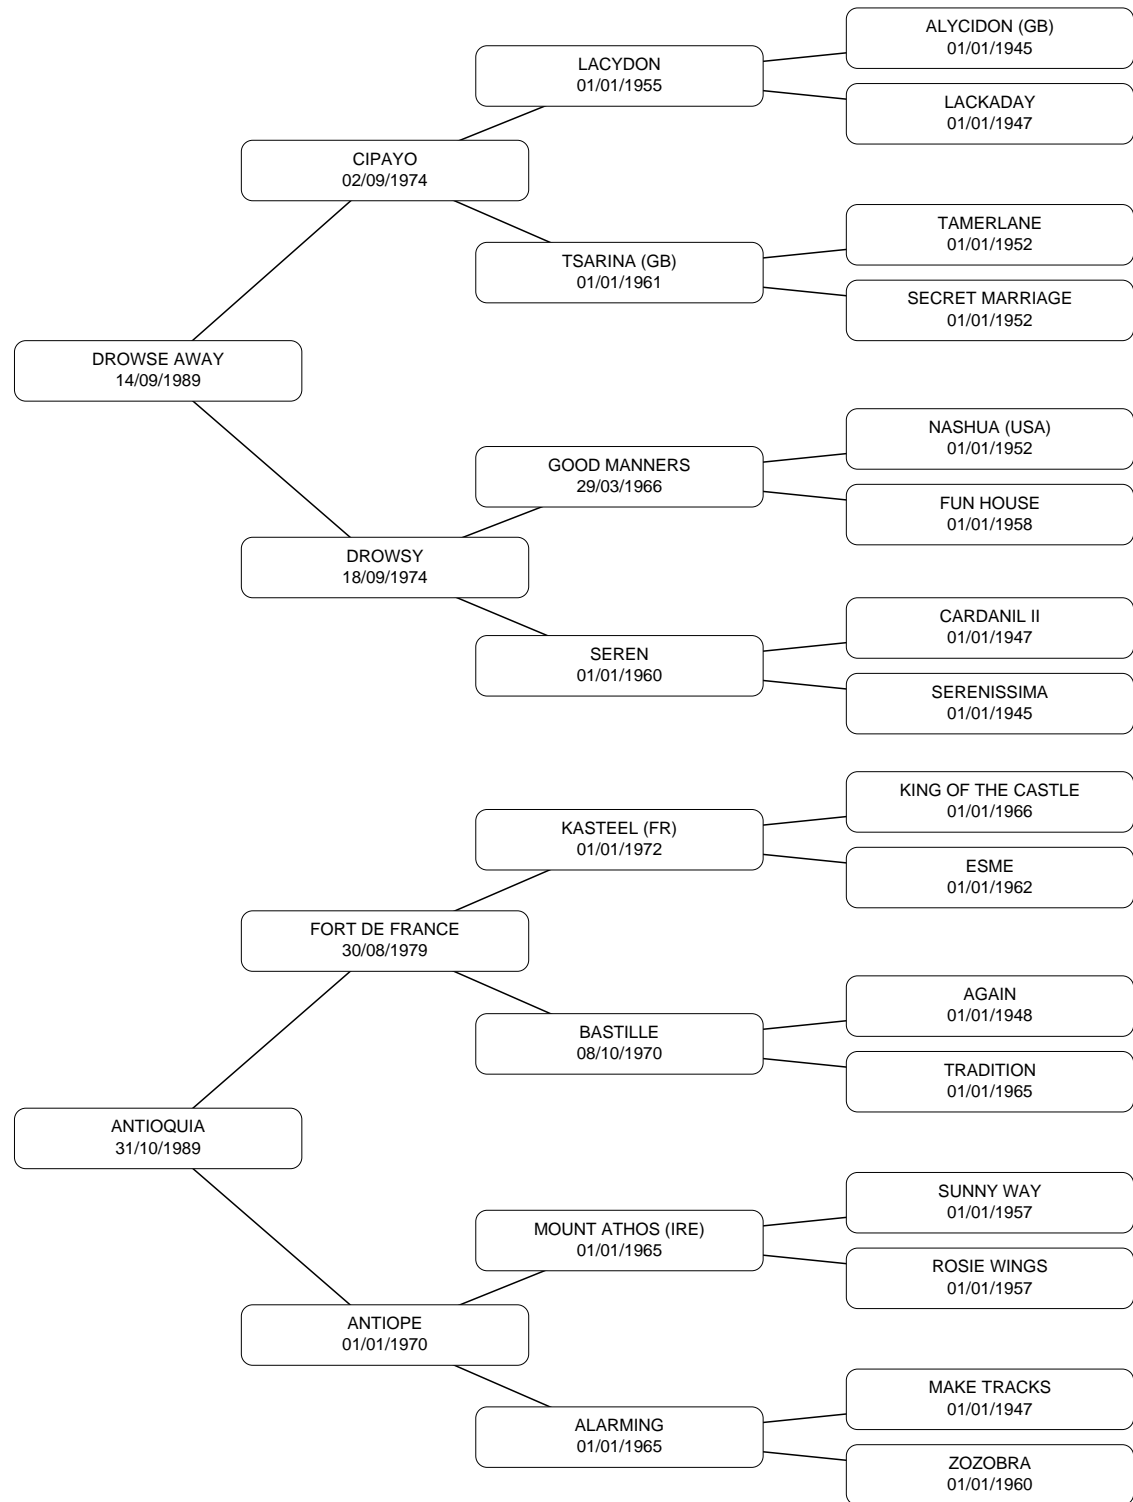 ALYCIDON (GB)
01/01/1945
LACYDON
01/01/1955
LACKADAY
01/01/1947
CIPAYO
02/09/1974
TAMERLANE
01/01/1952
TSARINA (GB)
01/01/1961
SECRET MARRIAGE
01/01/1952
DROWSE AWAY
14/09/1989
NASHUA (USA)
01/01/1952
GOOD MANNERS
29/03/1966
FUN HOUSE
01/01/1958
DROWSY
18/09/1974
CARDANIL II
01/01/1947
SEREN
01/01/1960
SERENISSIMA
01/01/1945
KING OF THE CASTLE
01/01/1966
KASTEEL (FR)
01/01/1972
ESME
01/01/1962
FORT DE FRANCE
30/08/1979
AGAIN
01/01/1948
BASTILLE
08/10/1970
TRADITION
01/01/1965
ANTIOQUIA
31/10/1989
SUNNY WAY
01/01/1957
MOUNT ATHOS (IRE)
01/01/1965
ROSIE WINGS
01/01/1957
ANTIOPE
01/01/1970
MAKE TRACKS
01/01/1947
ALARMING
01/01/1965
ZOZOBRA
01/01/1960